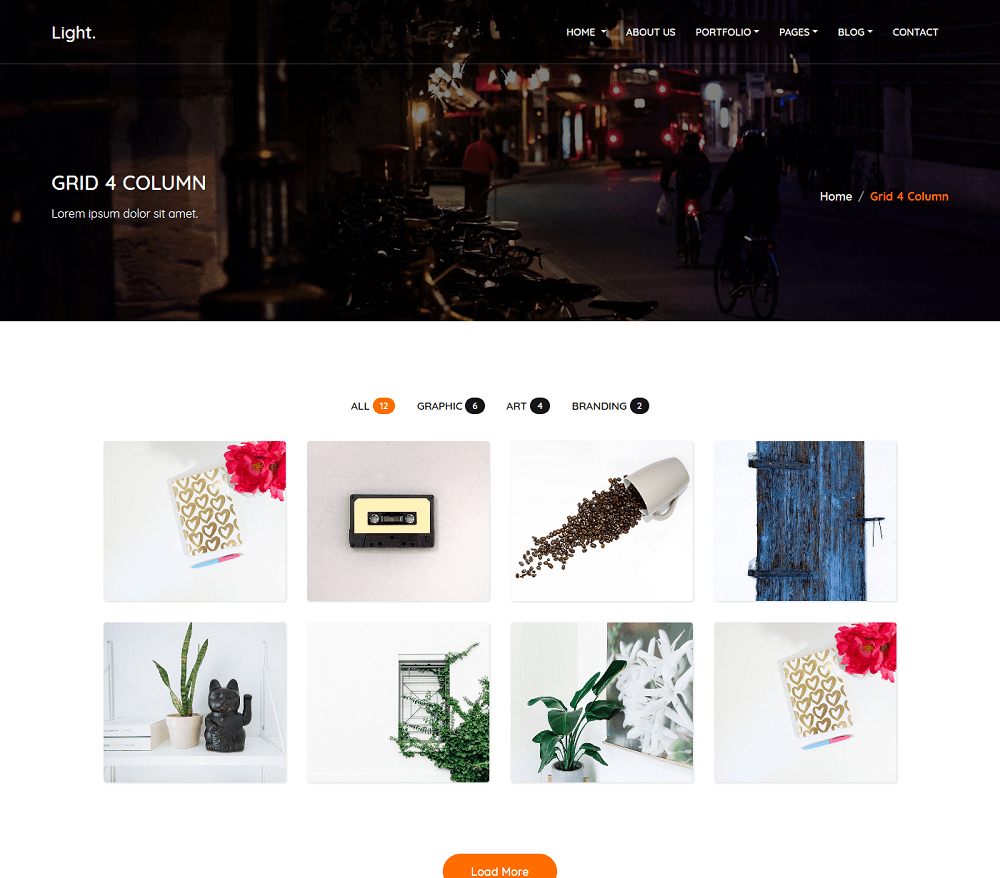 Light.
HOME ABOUT US PORTFOLIO PAGES BLOG CONTACT
GRID 4 COLUMN
Lorem ipsum dolor sit amet.
Home / Grid 4 Column
ALL 12 GRAPHIC 6 ART 4 BRANDING 2
Load More